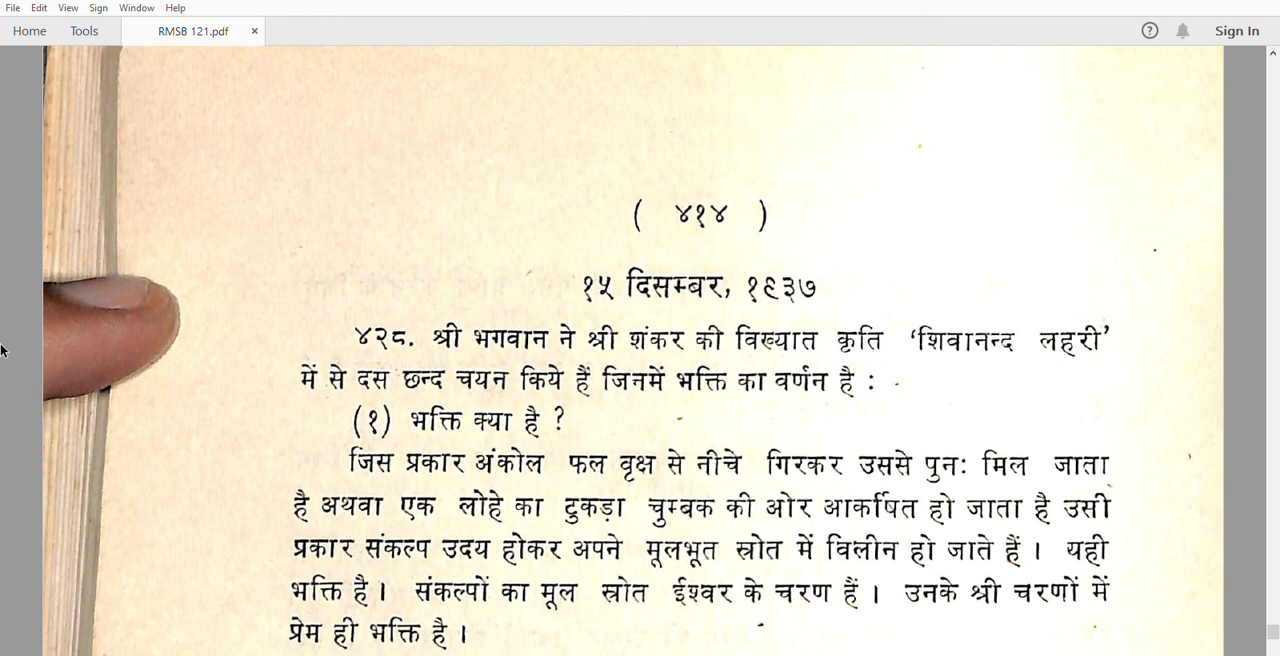 File Edit View Sign Window Help
Home Tools RMSB 121.pdf × ? Sign In
( ४१४ )
१५ दिसम्बर, १९३७
४२८. श्री भगवान ने श्री शंकर की विख्यात कृति ‘शिवानन्द लहरी’
में से दस छन्द चयन किये हैं जिनमें भक्ति का वर्णन है :
(१) भक्ति क्या है ?
जिस प्रकार अंकोल फल वृक्ष से नीचे गिरकर उससे पुनः मिल जाता
है अथवा एक लोहे का टुकड़ा चुम्बक की ओर आकर्षित हो जाता है उसी
प्रकार संकल्प उदय होकर अपने मूलभूत स्रोत में विलीन हो जाते हैं । यही
भक्ति है । संकल्पों का मूल स्रोत ईश्वर के चरण हैं । उनके श्री चरणों में
प्रेम ही भक्ति है ।